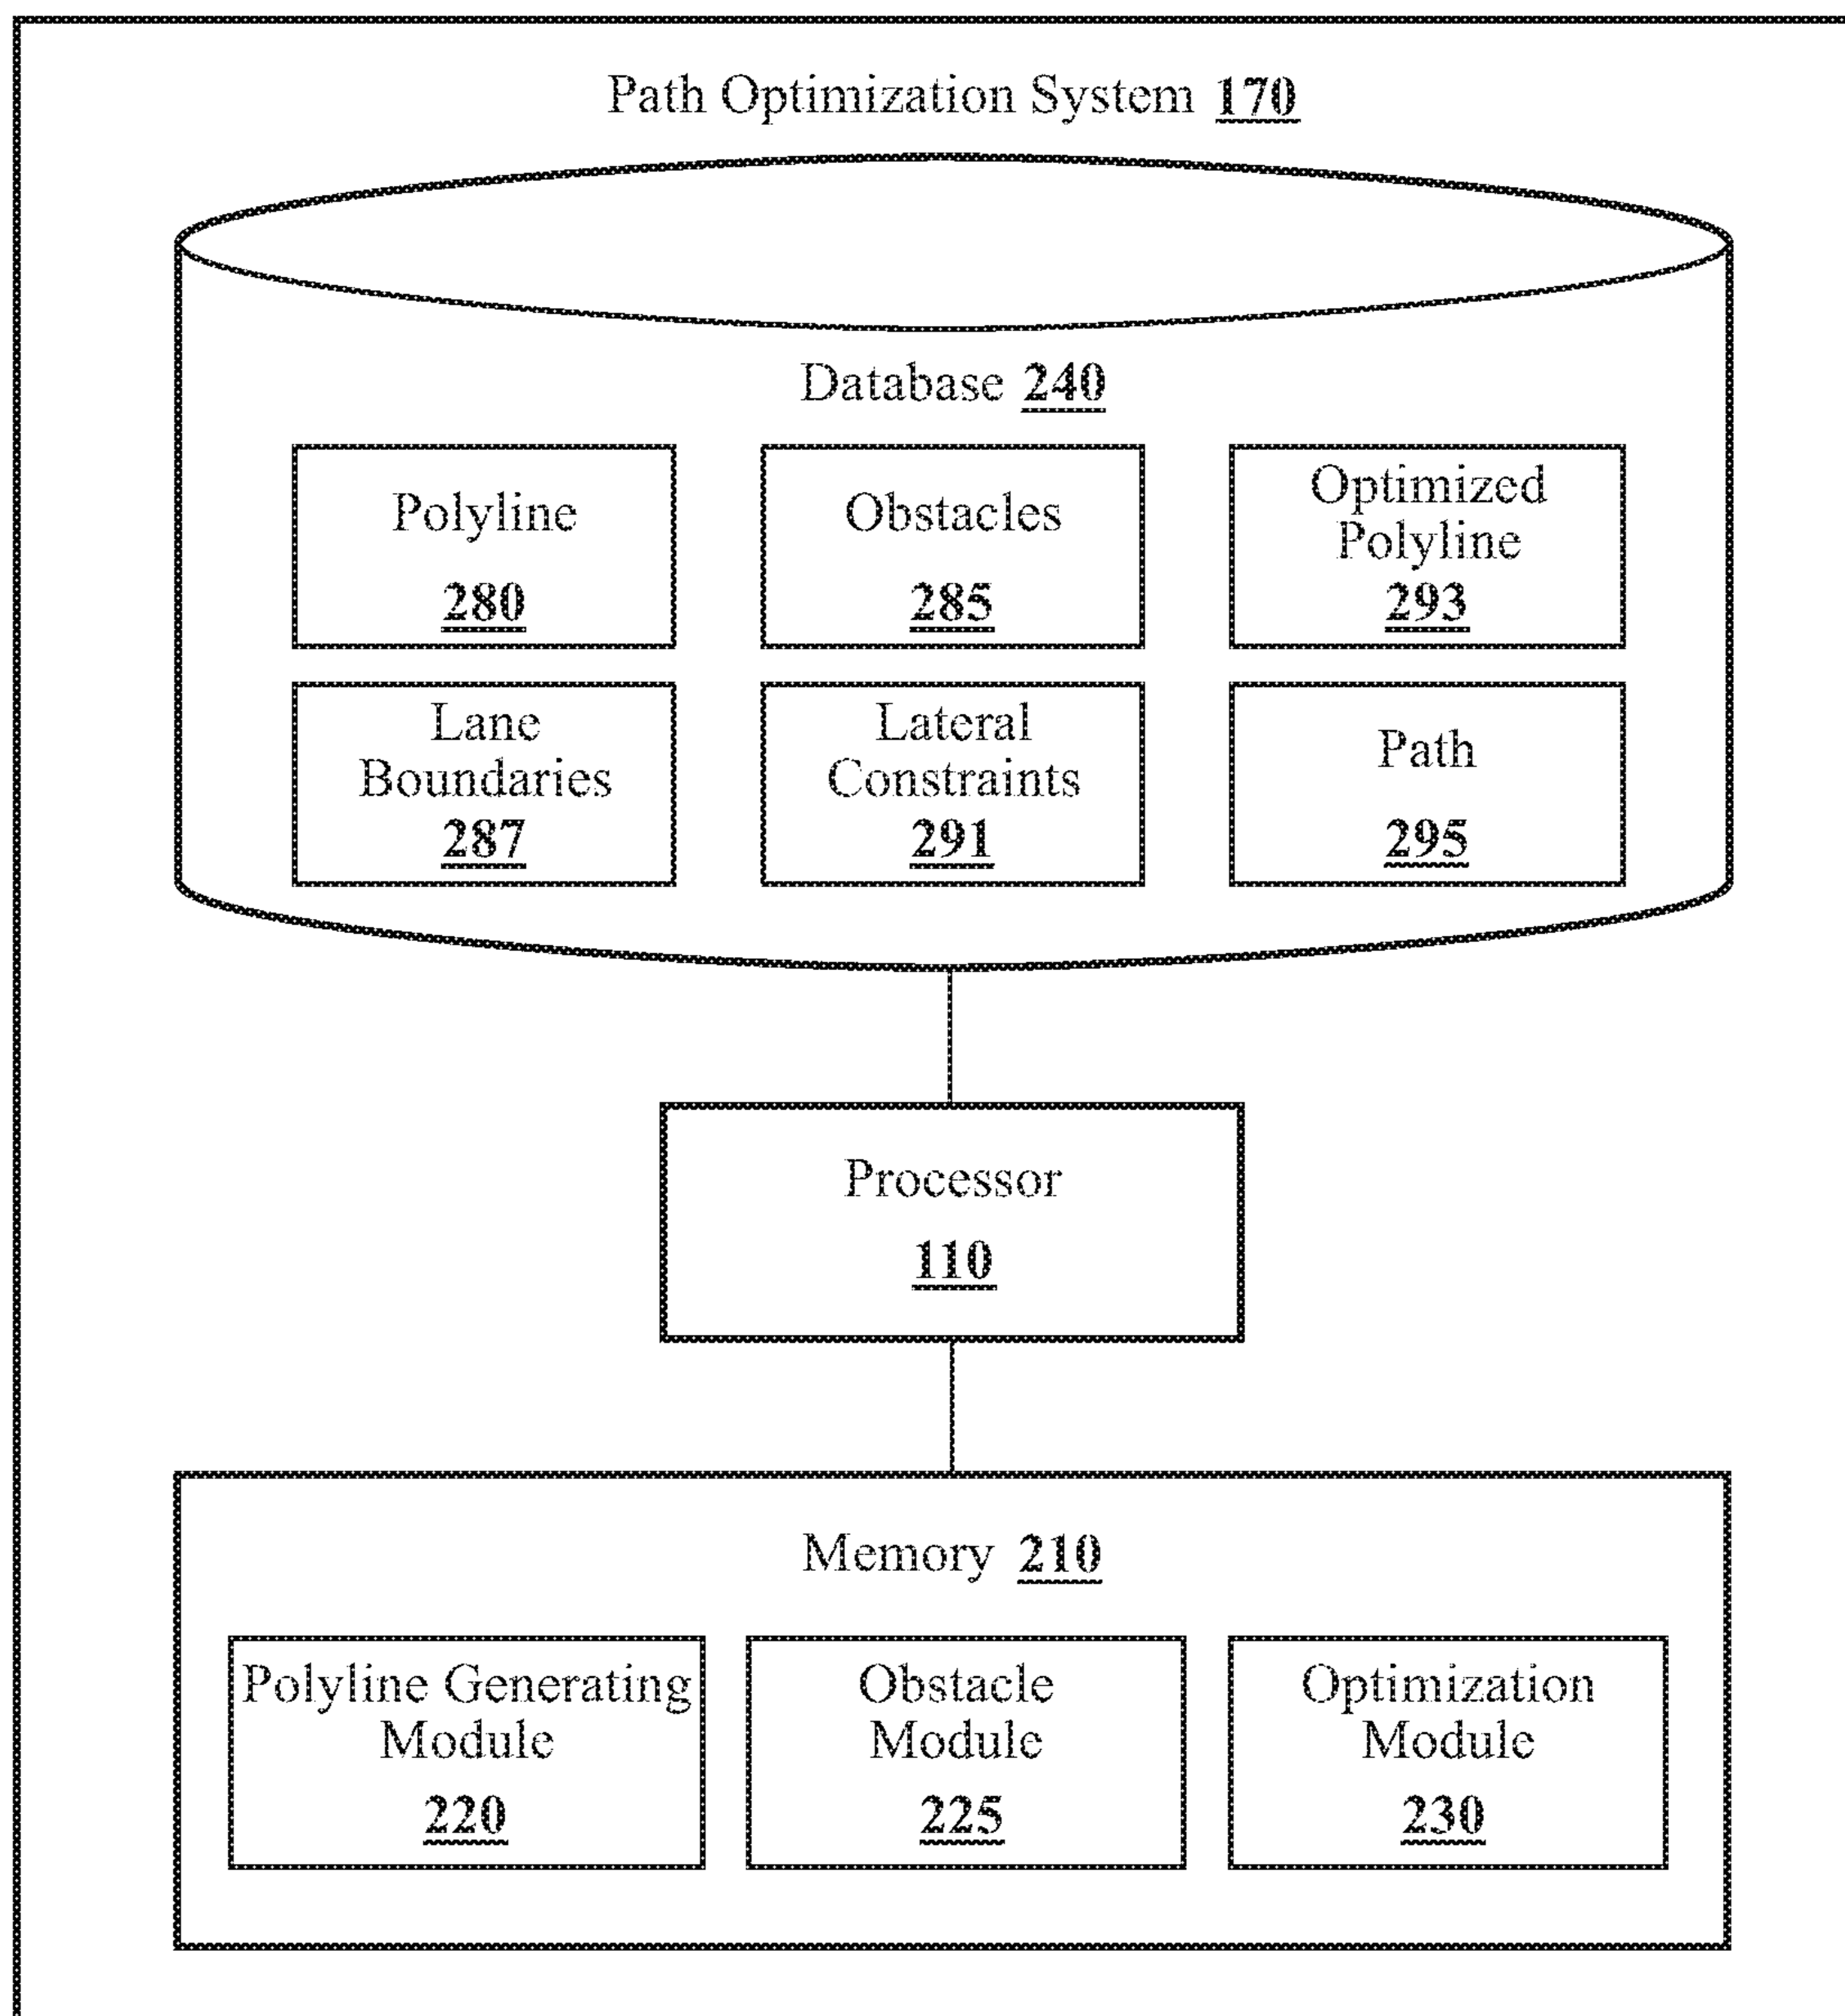 Path Optimization System 170
Database 240
Polyline
280
Obstacles
285
Optimized
Polyline
293
Lane
Boundaries
287
Lateral
Constraints
291
Path
295
Processor
110
Memory 210
Polyline Generating
Module
220
Obstacle
Module
225
Optimization
Module
230